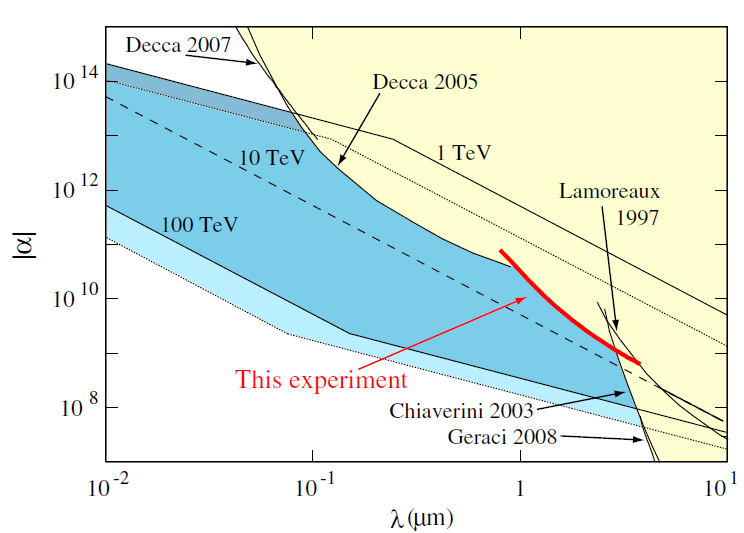 Decca 2007
10 14
Decca 2005
10 TeV
1 TeV
10 12
Lamoreaux
1997
100 TeV
|α|
10 10
This experiment
10 8
Chiaverini 2003
Geraci 2008
10 -2
10 -1
1
10 1
λ (μm)